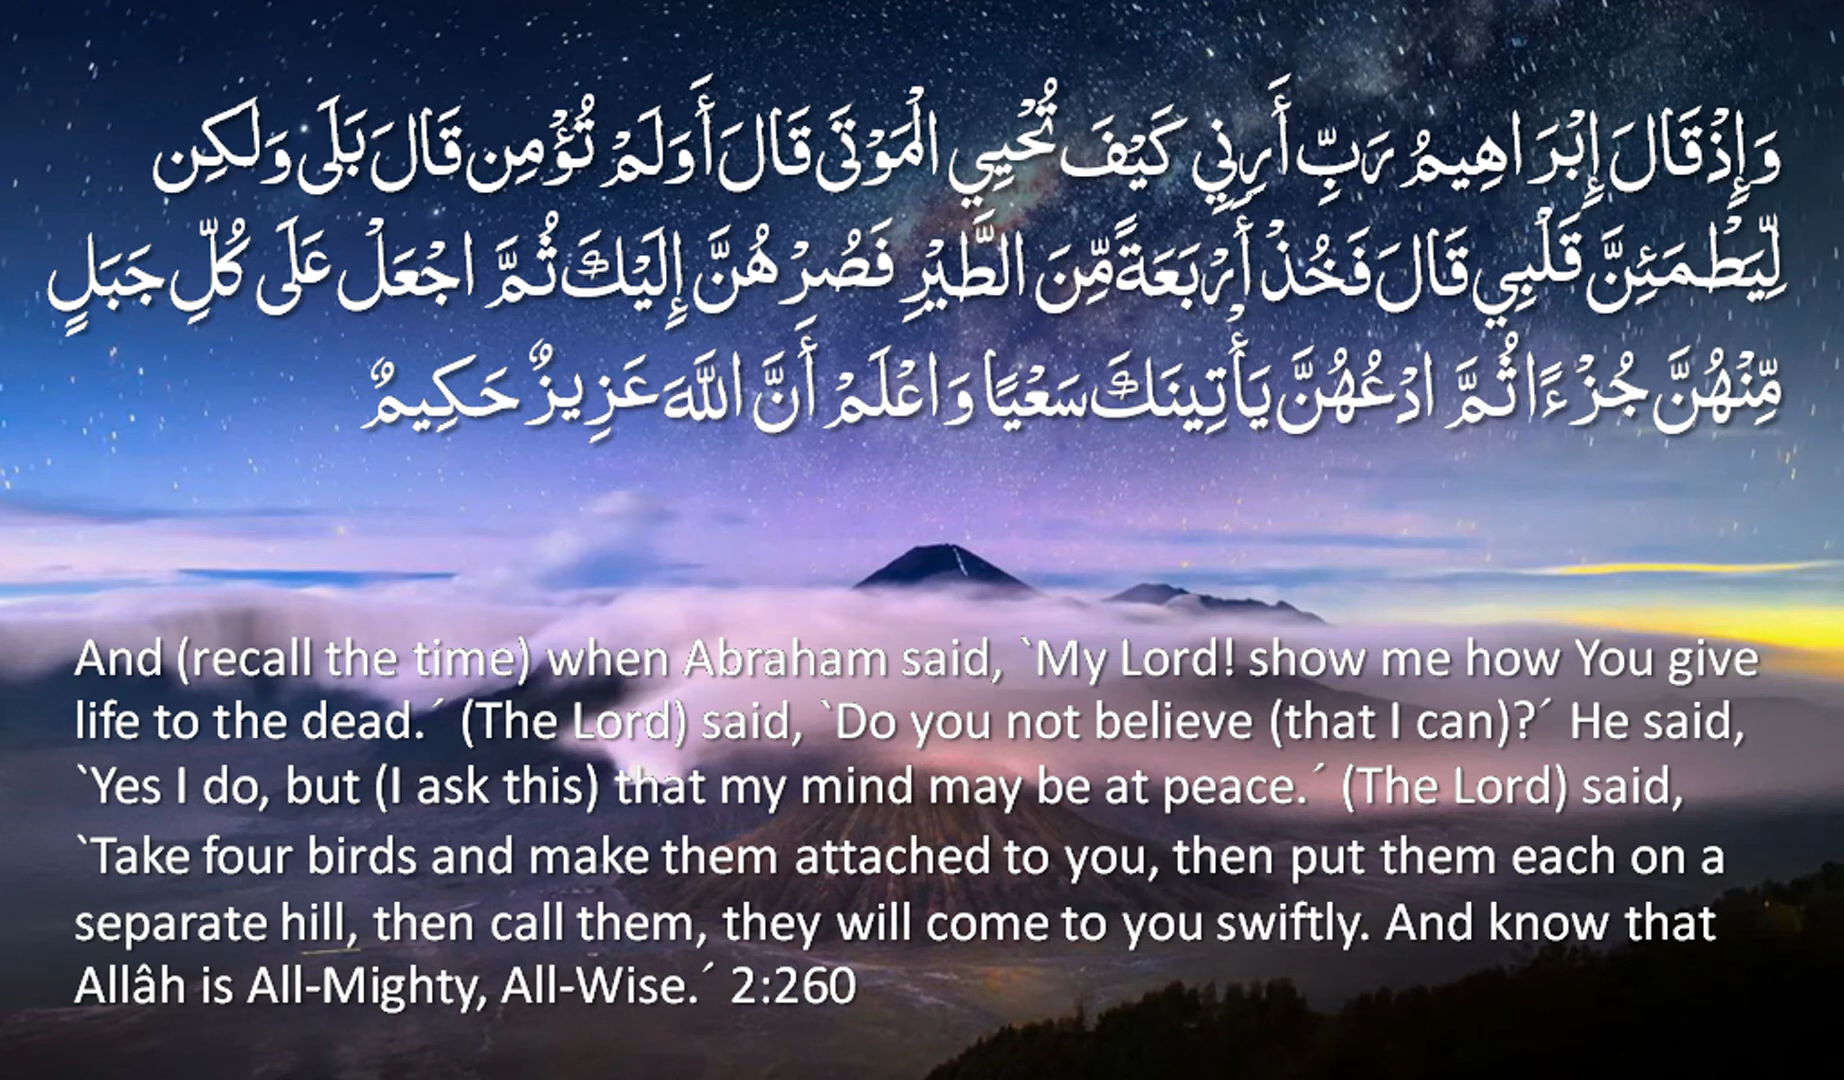 وَإِذْ قَالَ إِبْرَاهِيمُ رَبِّ أَرِنِي كَيْفَ تُحْيِي الْمَوْتَى قَالَ أَوَلَمْ تُؤْمِن قَالَ بَلَى وَلَكِن
لِّيَطْمَئِنَّ قَلْبِي قَالَ فَخُذْ أَرْبَعَةً مِّنَ الطَّيْرِ فَصُرْهُنَّ إِلَيْكَ ثُمَّ اجْعَلْ عَلَى كُلِّ جَبَلٍ
مِّنْهُنَّ جُزْءًا ثُمَّ ادْعُهُنَّ يَأْتِينَكَ سَعْيًا وَاعْلَمْ أَنَّ اللَّهَ عَزِيزٌ حَكِيمٌ
And (recall the time) when Abraham said, `My Lord! show me how You give
life to the dead.´ (The Lord) said, `Do you not believe (that I can)?´ He said,
`Yes I do, but (I ask this) that my mind may be at peace.´ (The Lord) said,
`Take four birds and make them attached to you, then put them each on a
separate hill, then call them, they will come to you swiftly. And know that
Allâh is All-Mighty, All-Wise.´ 2:260